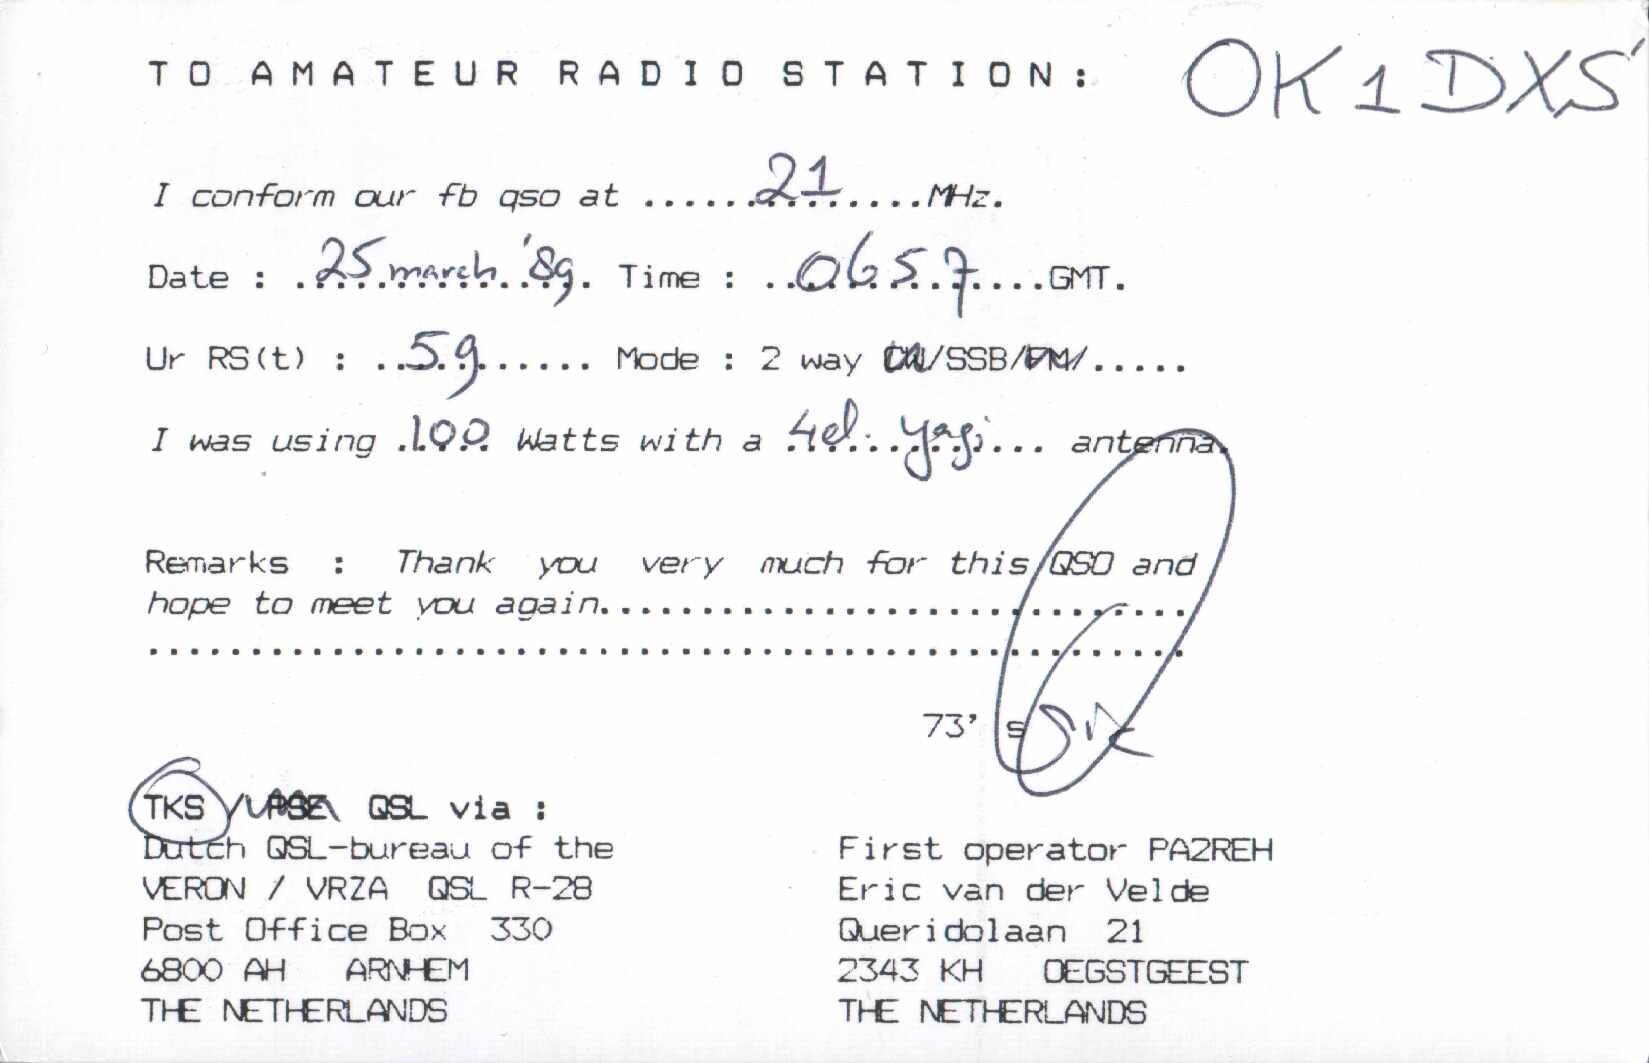 TO AMATEUR RADIO STATION: OK1DXS
I conform our fb qso at ......21.......MHz.
Date : .25 march '89. Time : ..0657....GMT.
Ur RS(t) : ..59...... Mode : 2 way CW/SSB/FM/.....
I was using .100 Watts with a 4el. yagi... antenna.
Remarks : Thank you very much for this QSO and
hope to meet you again..............................
....................................................
73' s
TKS /PSE QSL via :
Dutch QSL-bureau of the
VERON / VRZA QSL R-28
Post Office Box 330
6800 AH ARNHEM
THE NETHERLANDS
First operator PA2REH
Eric van der Velde
Queridolaan 21
2343 KH OEGSTGEEST
THE NETHERLANDS